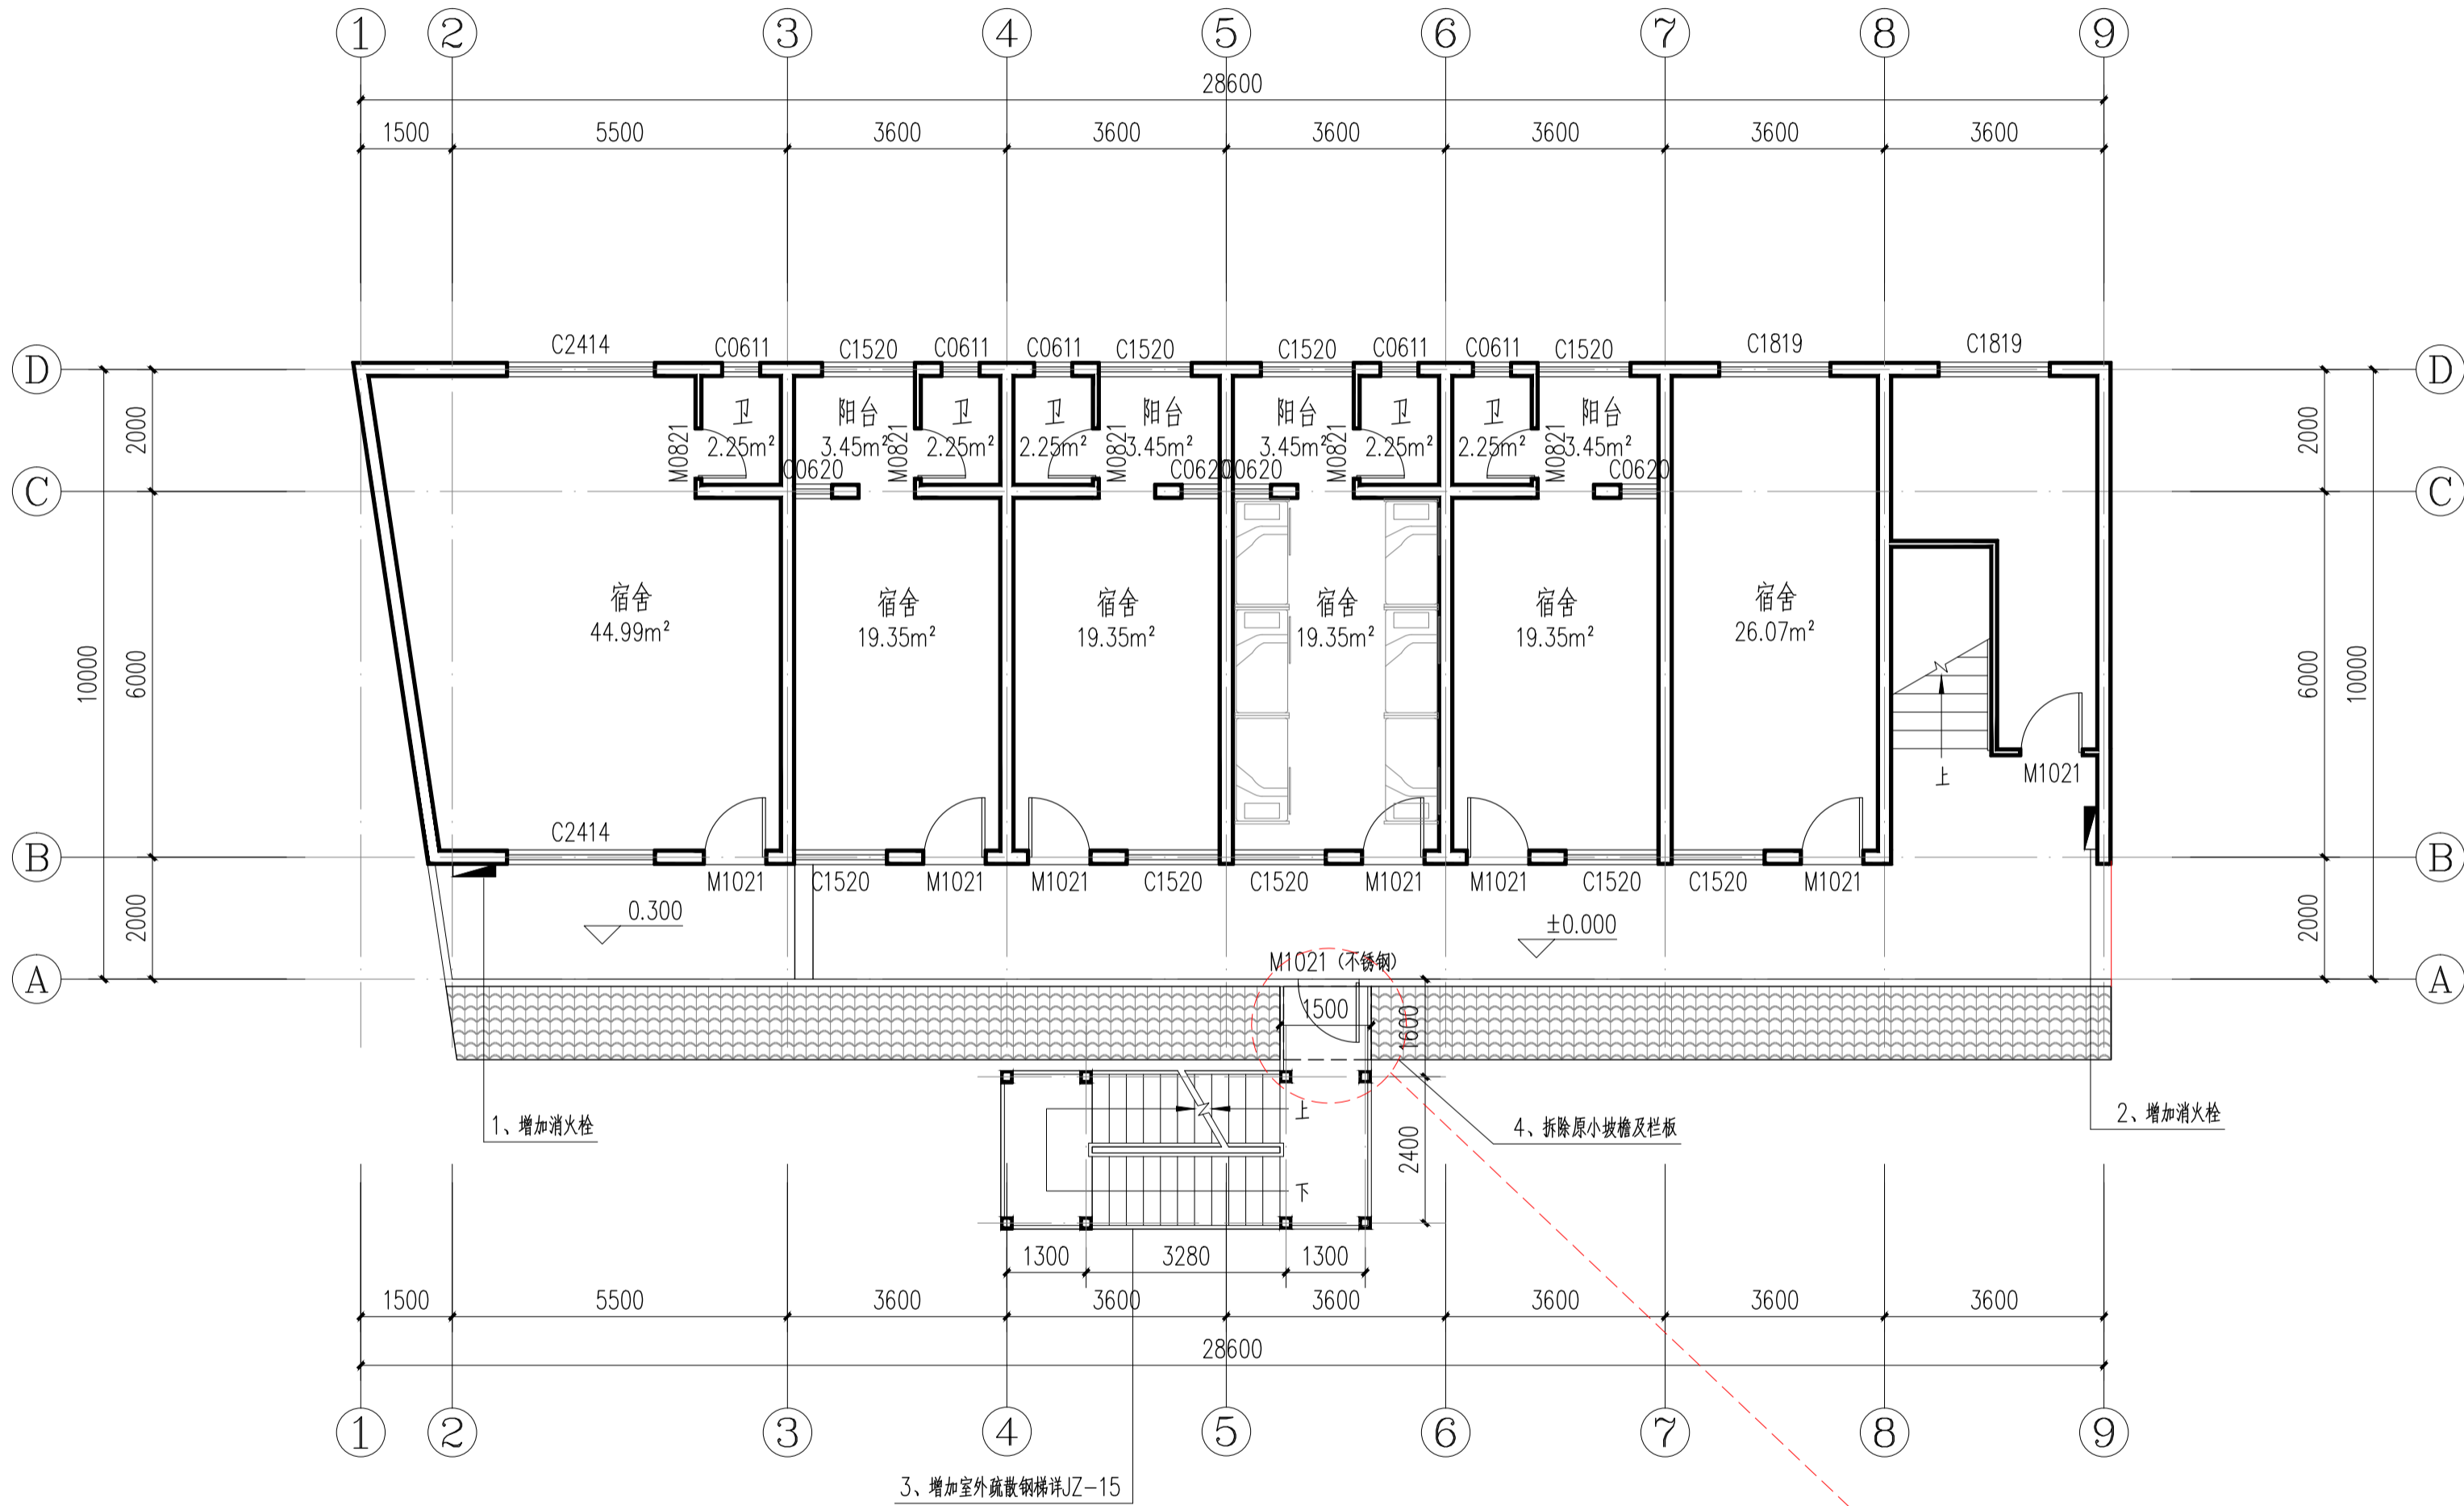 1 2 3 4 5 6 7 8 9
28600
1500 5500 3600 3600 3600 3600 3600 3600
D C2414 C0611 C1520 C0611 C0611 C1520 C1520 C0611 C0611 C1520 C1819 C1819 D
2000 卫 阳台 卫 卫 阳台 阳台 卫 卫 阳台 2000
2.25m² 3.45m² 2.25m² 2.25m² 3.45m² 3.45m² 2.25m² 2.25m² 3.45m²
M0821 M0821 M0821 M0821 M0821
C0620 C0620 C0620 C0620
C C
宿舍 宿舍 宿舍 宿舍 宿舍 宿舍
44.99m² 19.35m² 19.35m² 19.35m² 19.35m² 26.07m²
10000 6000 6000 10000
上 M1021
C2414
B B
M1021 C1520 M1021 M1021 C1520 C1520 M1021 M1021 C1520 C1520 M1021
2000 0.300 ±0.000 2000
M1021（不锈钢）
A A
1500 1600
1、增加消火栓 上 4、拆除原小坡檐及栏板 2、增加消火栓
2400
下
1300 3280 1300
1500 5500 3600 3600 3600 3600 3600 3600
28600
1 2 3 4 5 6 7 8 9
3、增加室外疏散钢梯详JZ-15